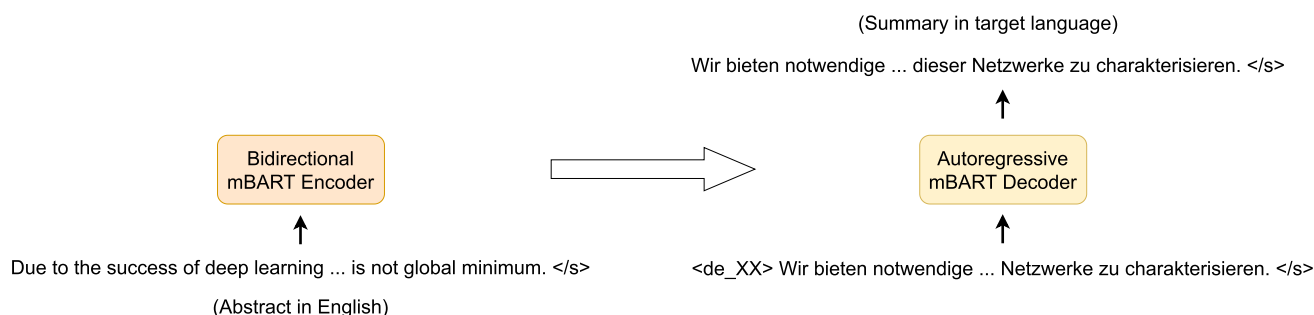 (Summary in target language)
Wir bieten notwendige ... dieser Netzwerke zu charakterisieren. </s>
Bidirectional
mBART Encoder
Autoregressive
mBART Decoder
Due to the success of deep learning ... is not global minimum. </s>
<de_XX> Wir bieten notwendige ... Netzwerke zu charakterisieren. </s>
(Abstract in English)